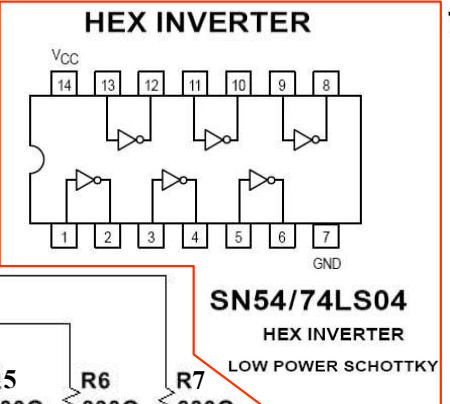 HEX INVERTER
VCC
14 13 12 11 10 9 8
1 2 3 4 5 6 7
GND
SN54/74LS04
HEX INVERTER
LOW POWER SCHOTTKY
R6 R7